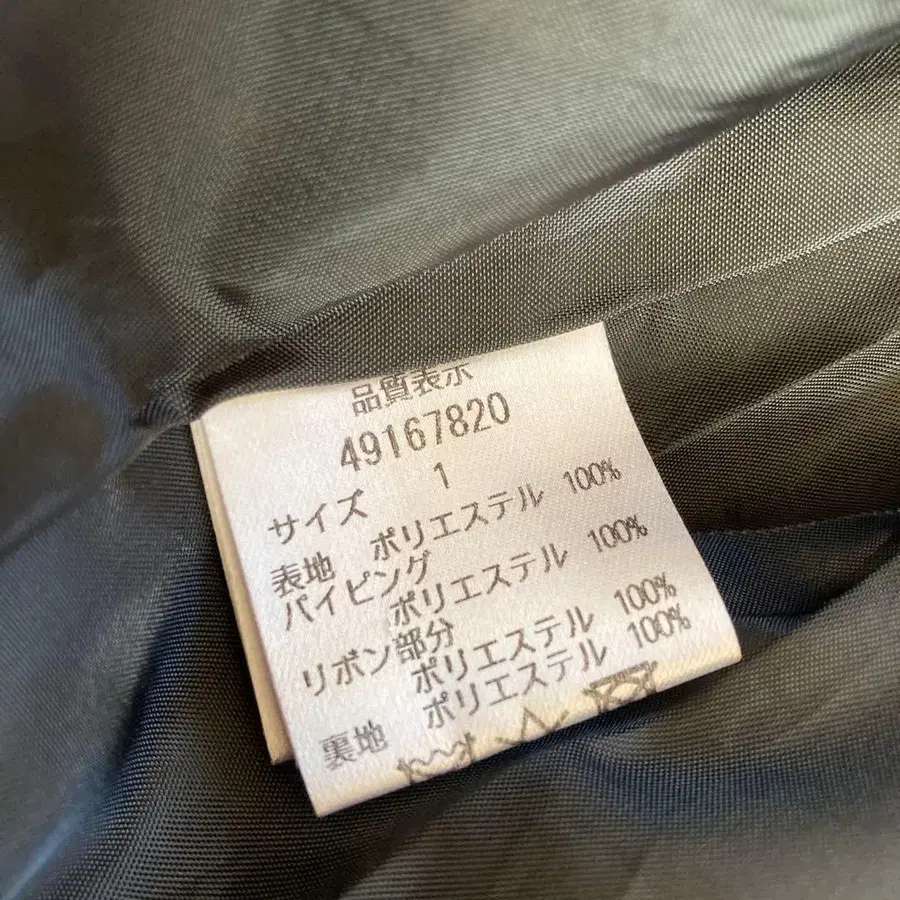 品質表示
49167820
サイズ 1
表地 ポリエステル 100%
パイピング
ポリエステル 100%
リボン部分
ポリエステル 100%
裏地 ポリエステル 100%